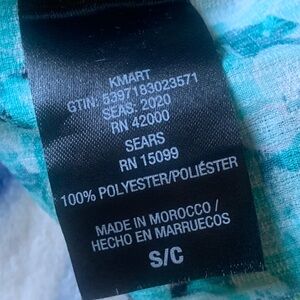 KMART
GTIN: 5397183023571
SEAS: 2020
RN 42000
SEARS
RN 15099
100% POLYESTER/POLIÉSTER
MADE IN MOROCCO /
HECHO EN MARRUECOS
S/C